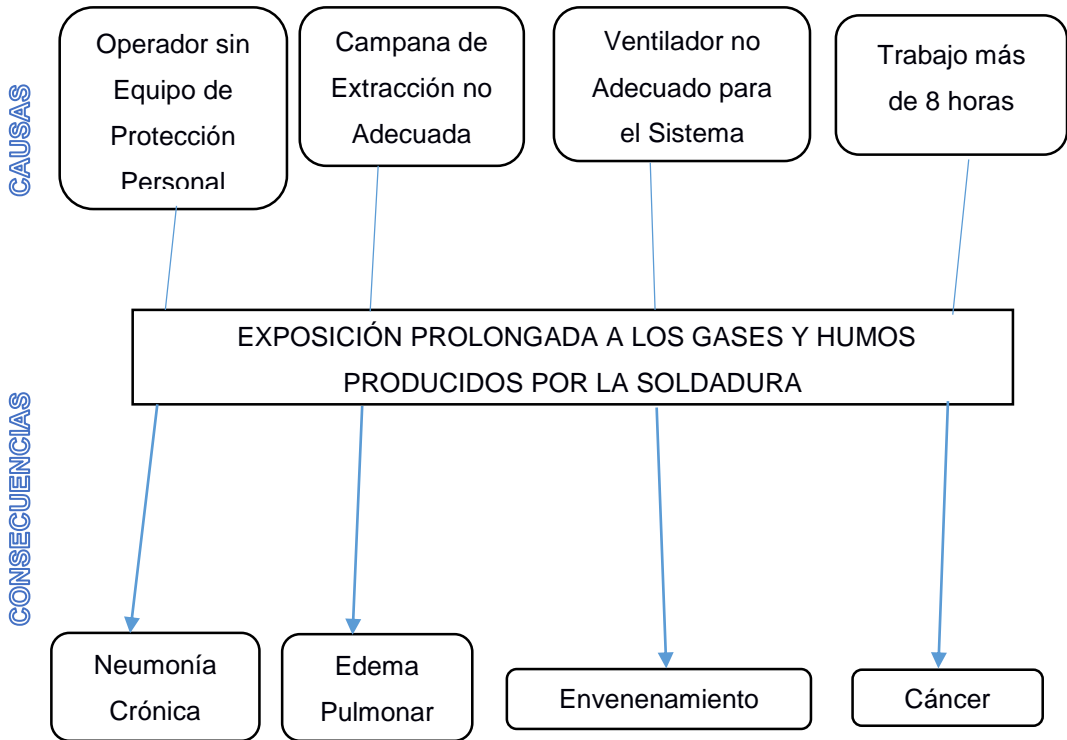 CAUSAS
Operador sin
Equipo de
Protección
Personal
Campana de
Extracción no
Adecuada
Ventilador no
Adecuado para
el Sistema
Trabajo más
de 8 horas
EXPOSICIÓN PROLONGADA A LOS GASES Y HUMOS
PRODUCIDOS POR LA SOLDADURA
CONSECUENCIAS
Neumonía
Crónica
Edema
Pulmonar
Envenenamiento
Cáncer